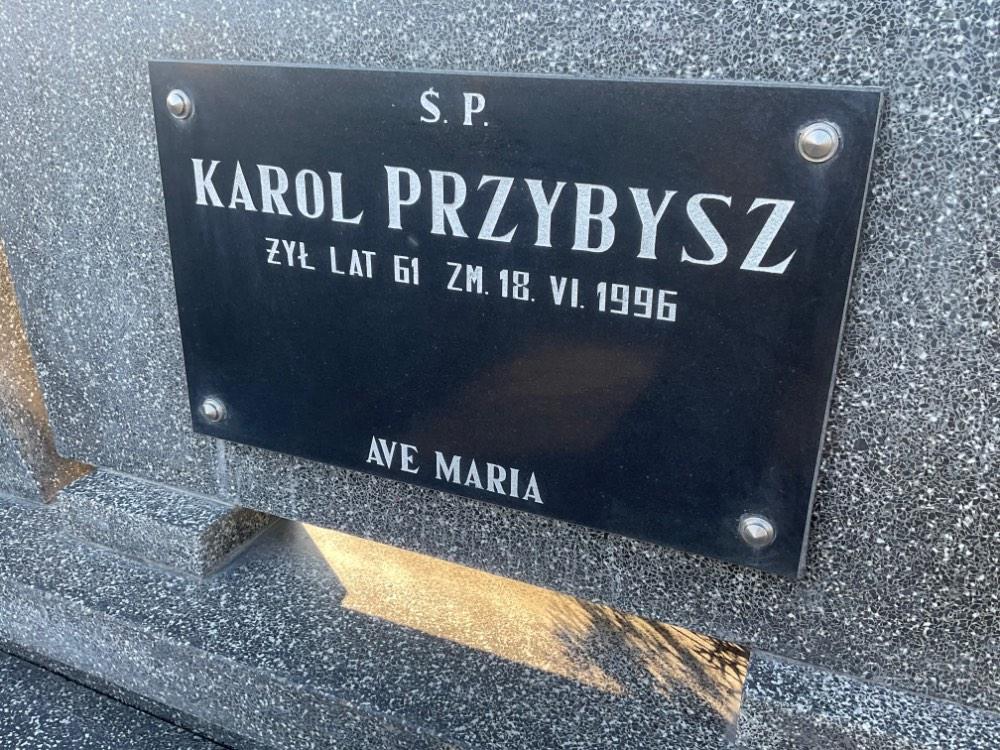 Ś. P.
KAROL PRZYBYSZ
ŻYŁ LAT 61 ZM. 18. VI. 1996
AVE MARIA